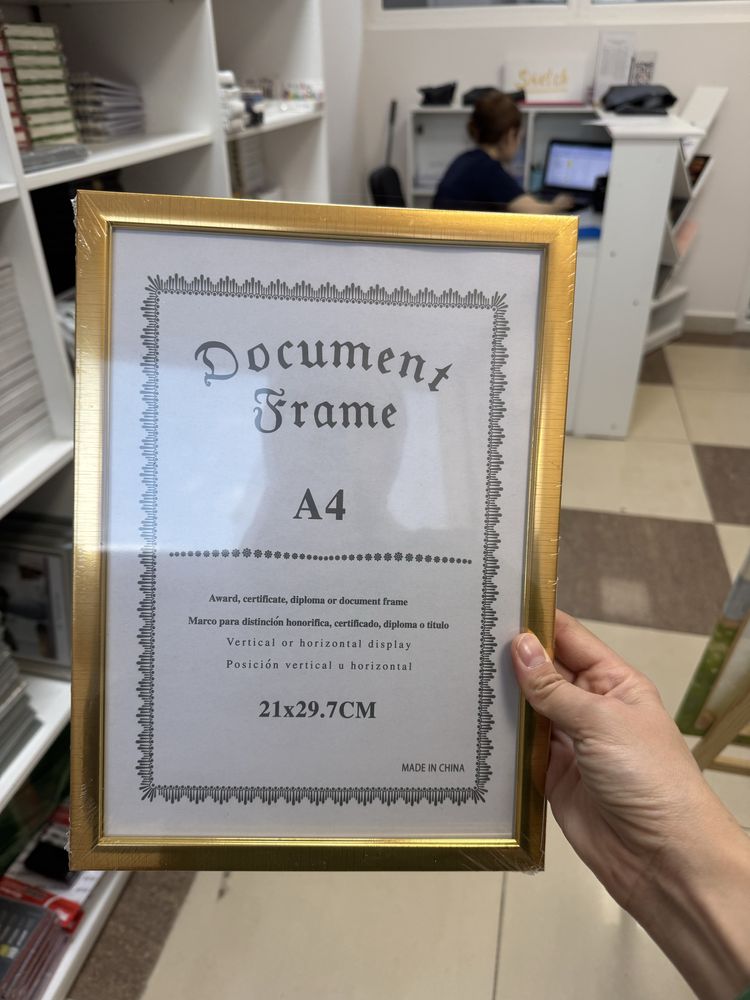 Sketch
Document
Frame
A4
Award, certificate, diploma or document frame
Marco para distinción honorifica, certificado, diploma o titulo
Vertical or horizontal display
Posición vertical u horizontal
21x29.7CM
MADE IN CHINA